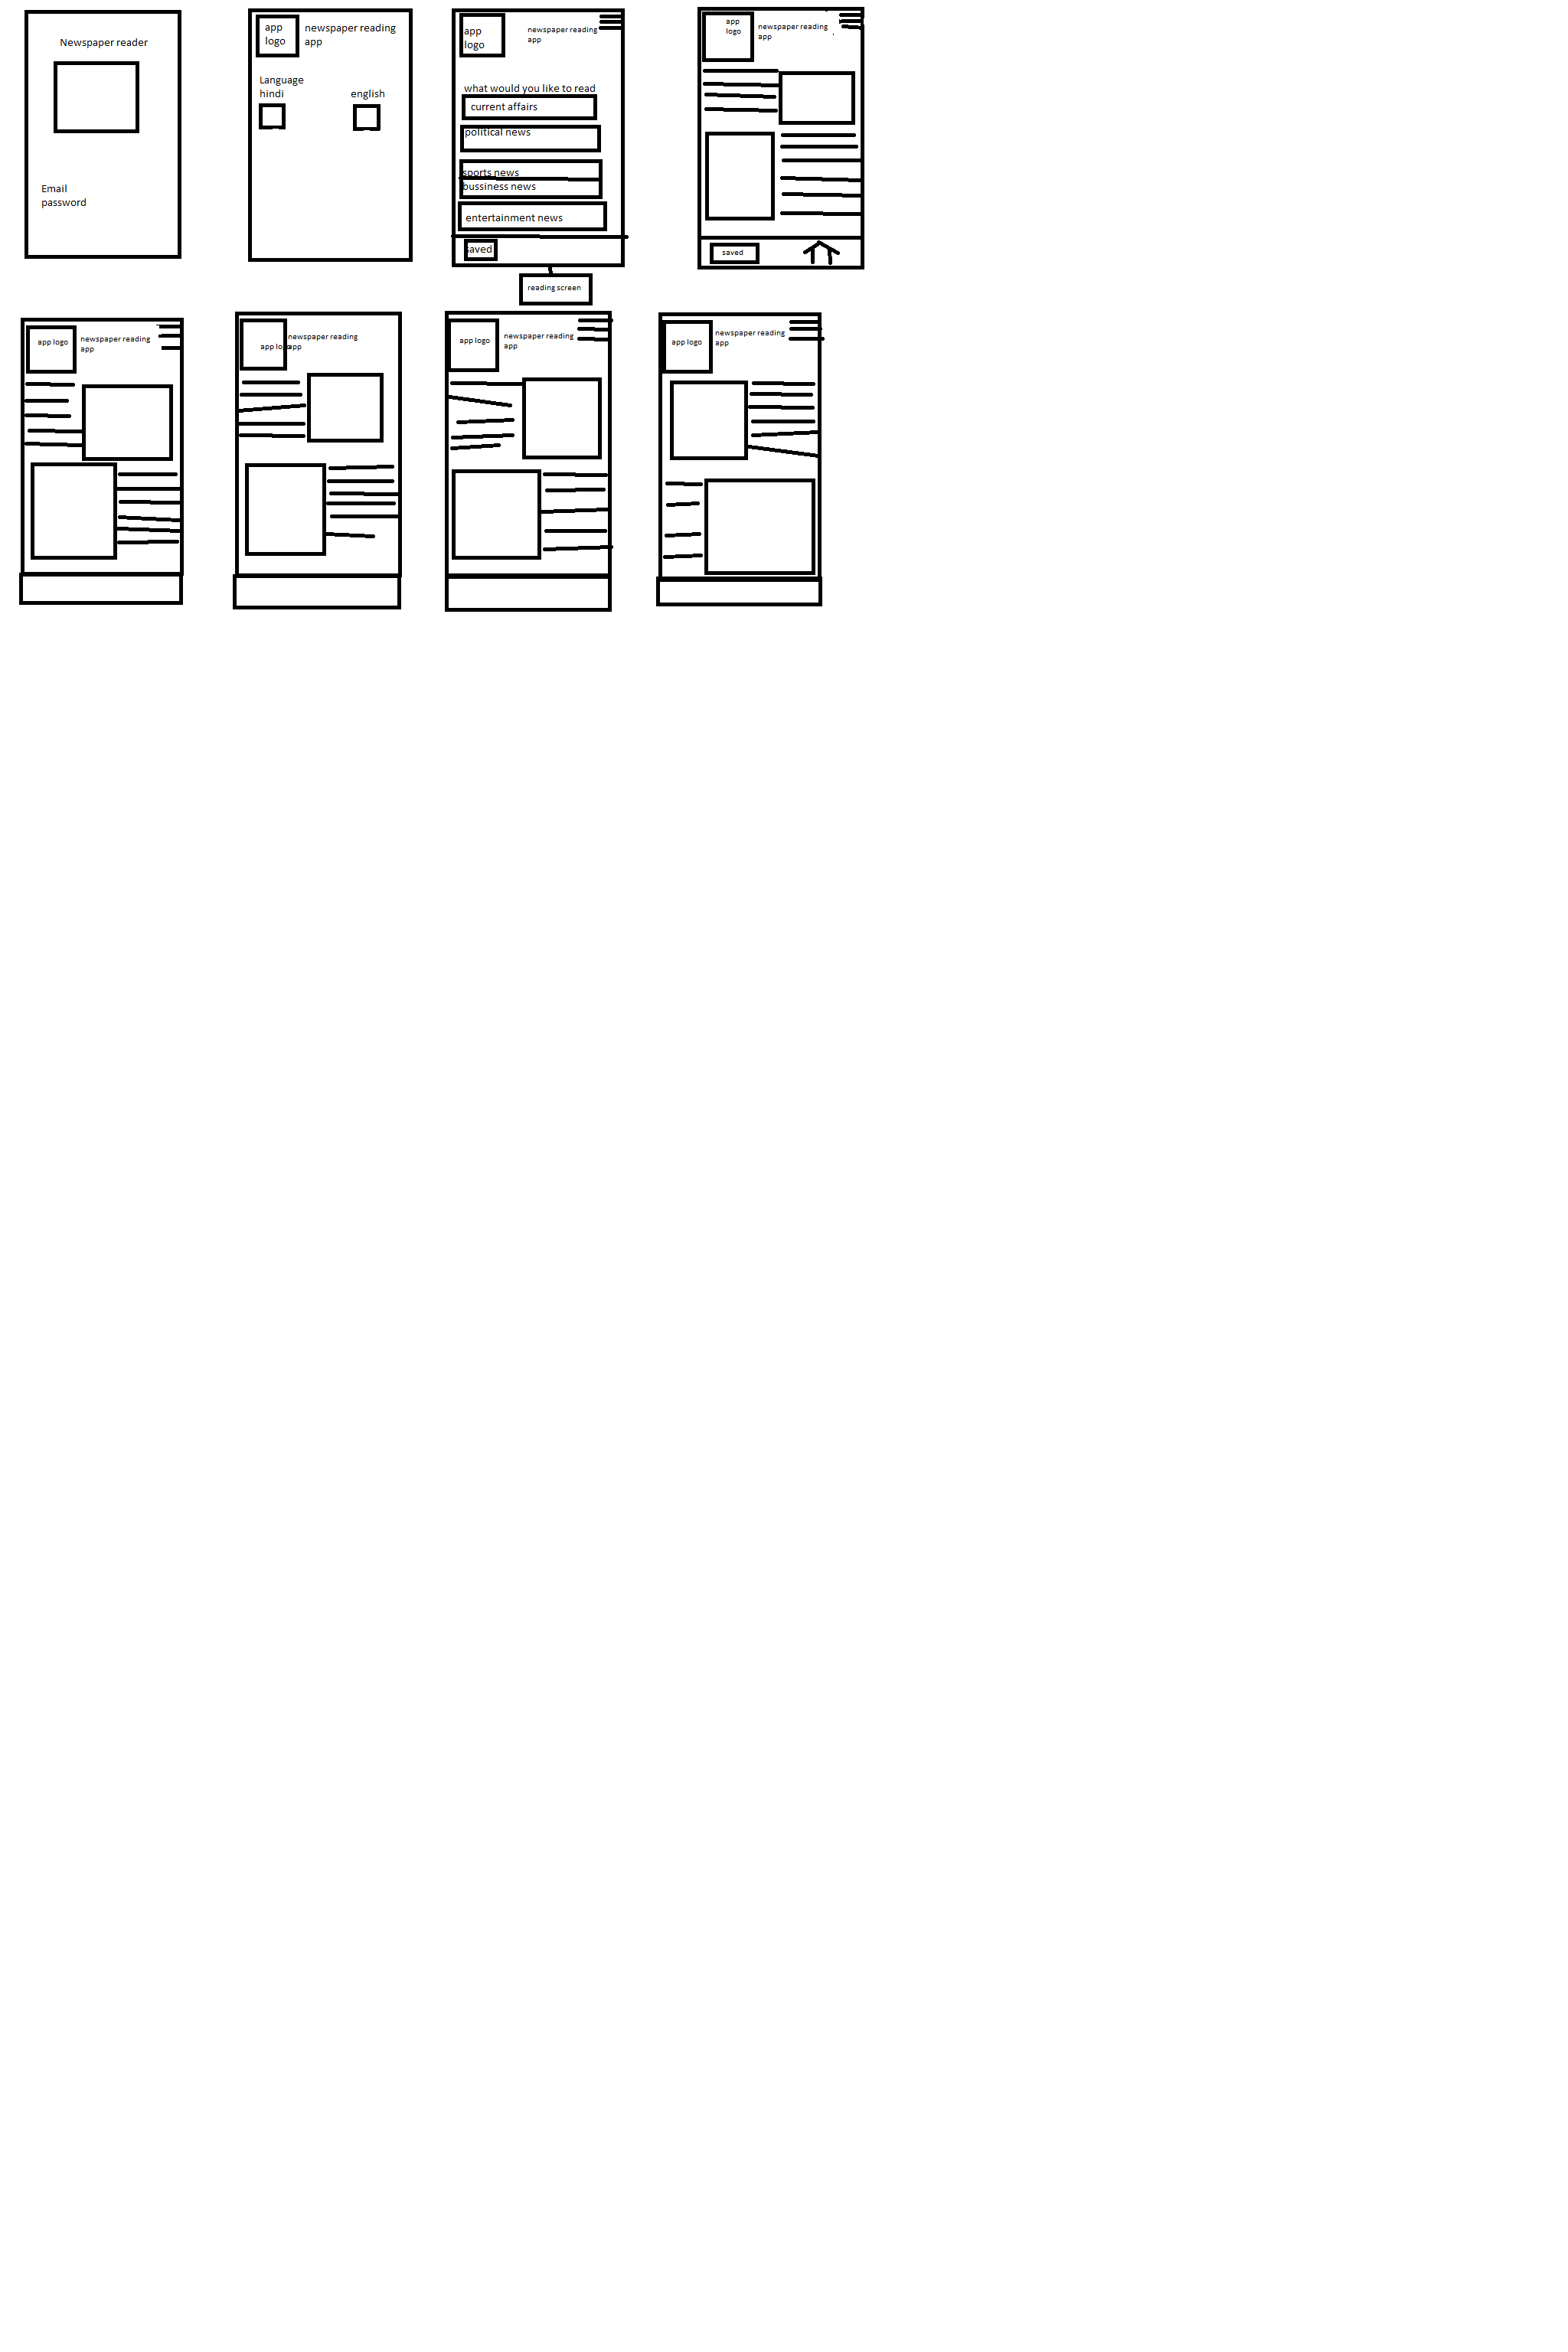 Newspaper reader
Email
password
app
logo
newspaper reading
app
Language
hindi
english
app
logo
newspaper reading
app
what would you like to read
current affairs
political news
sports news
bussiness news
entertainment news
saved
reading screen
app
logo
newspaper reading
app
saved
app logo
newspaper reading
app
app logo
newspaper reading
app
app logo
newspaper reading
app
app logo
newspaper reading
app